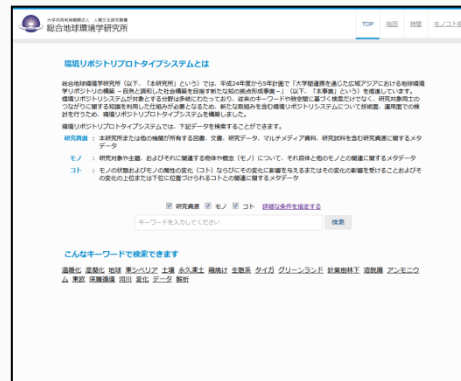 大学共同利用機関法人 人間文化研究機構
総合地球環境学研究所
TOP 地図 時間
環境リポジトリプロトタイプシステムとは
総合地球環境学研究所（以下、「本研究所」という）では、平成24年度から5年計画で「大学間連携を通じた広域アジアにおける地球環境
学リポジトリの構築 －自然と調和した社会構築を目指す新たな知の拠点形成事業－」（以下、「本事業」という）を推進しています。
環境リポジトリシステムが対象とする分野は多岐にわたっており、従来のキーワードや時空間に基づく検索だけでなく、研究対象同士の
つながりに関する知識を利用した仕組みが必要となるため、新たな取組みを含む環境リポジトリシステムについて技術面、運用面での検
討を行うため、環境リポジトリプロトタイプシステムを構築しました。
環境リポジトリプロトタイプシステムでは、下記データを検索することができます。
研究資源 ： 本研究所または他の機関が所有する図書、文書、研究データ、マルチメディア資料、研究試料を含む研究資源に関するメタ
データ
モノ ： 研究対象や主題、およびそれに関連する物体や概念（モノ）について、それ自体と他のモノとの関連に関するメタデータ
コト ： モノの状態およびモノの属性の変化（コト）ならびにその変化に影響を与えるまたはその変化の影響を受けることおよびそ
の変化の上位または下位に位置づけられるコトとの関連に関するメタデータ
研究資源 モノ コト 詳細な条件を指定する
キーワードを入力してください 検索
こんなキーワードで検索できます
温暖化 湿潤化 地球 東シベリア 土壌 永久凍土 織焼け 生態系 タイガ グリーンランド 針葉樹林下 溶脱層 アンモニウ
ム 東欧 保層循環 河川 変化 データ 解析